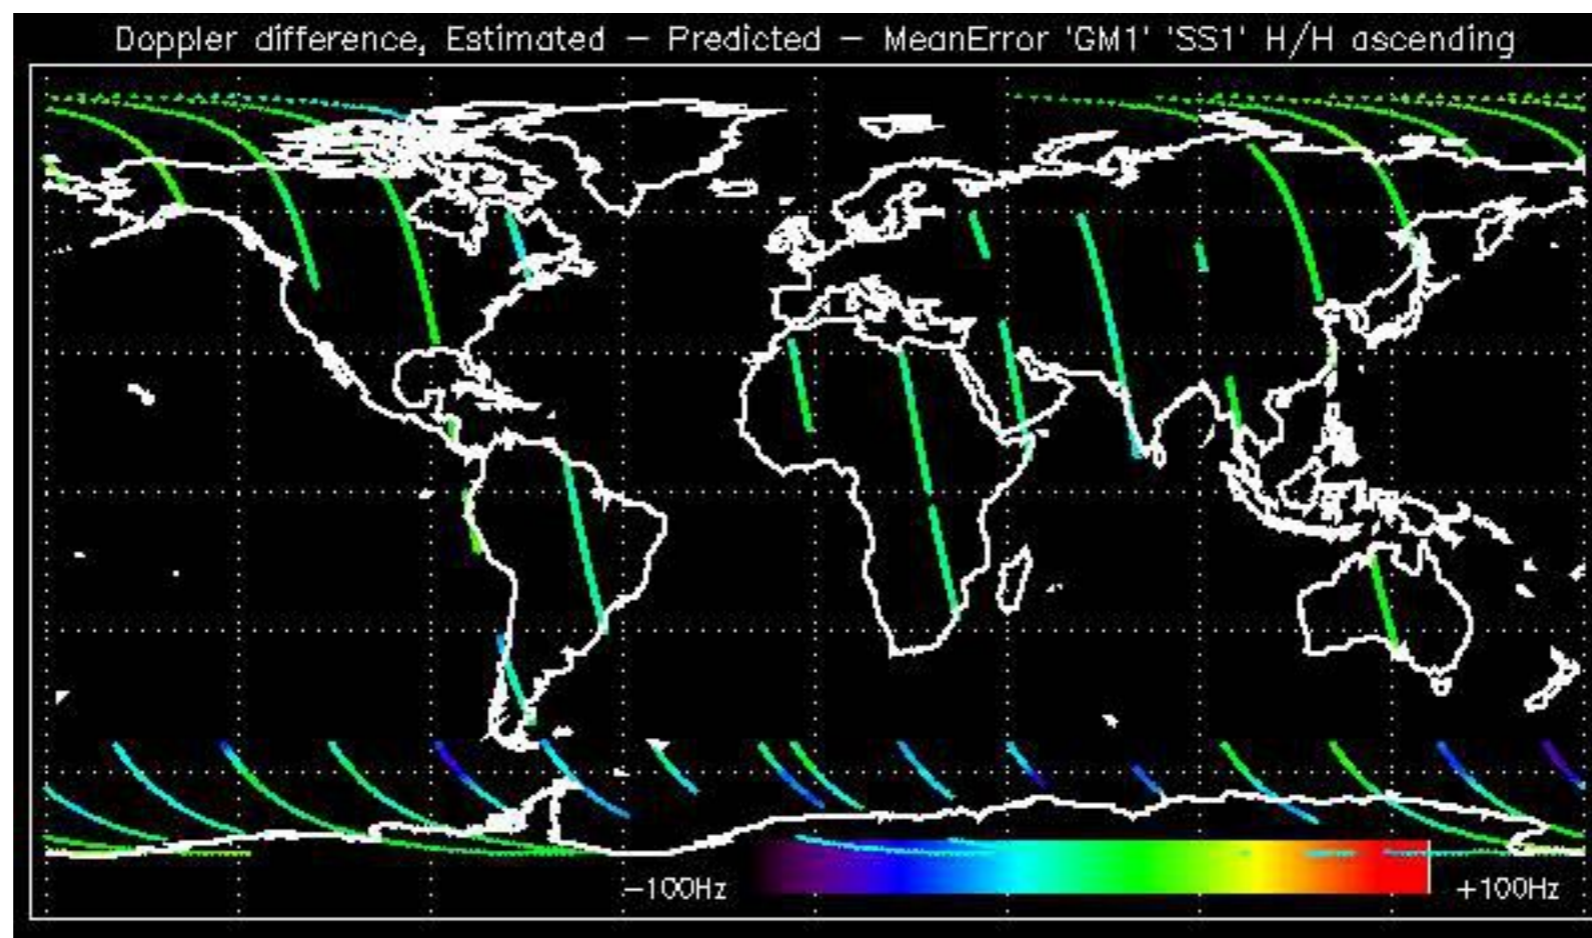 Doppler difference, Estimated — Predicted — MeanError 'GM1' 'SS1' H/H ascending
−100Hz +100Hz